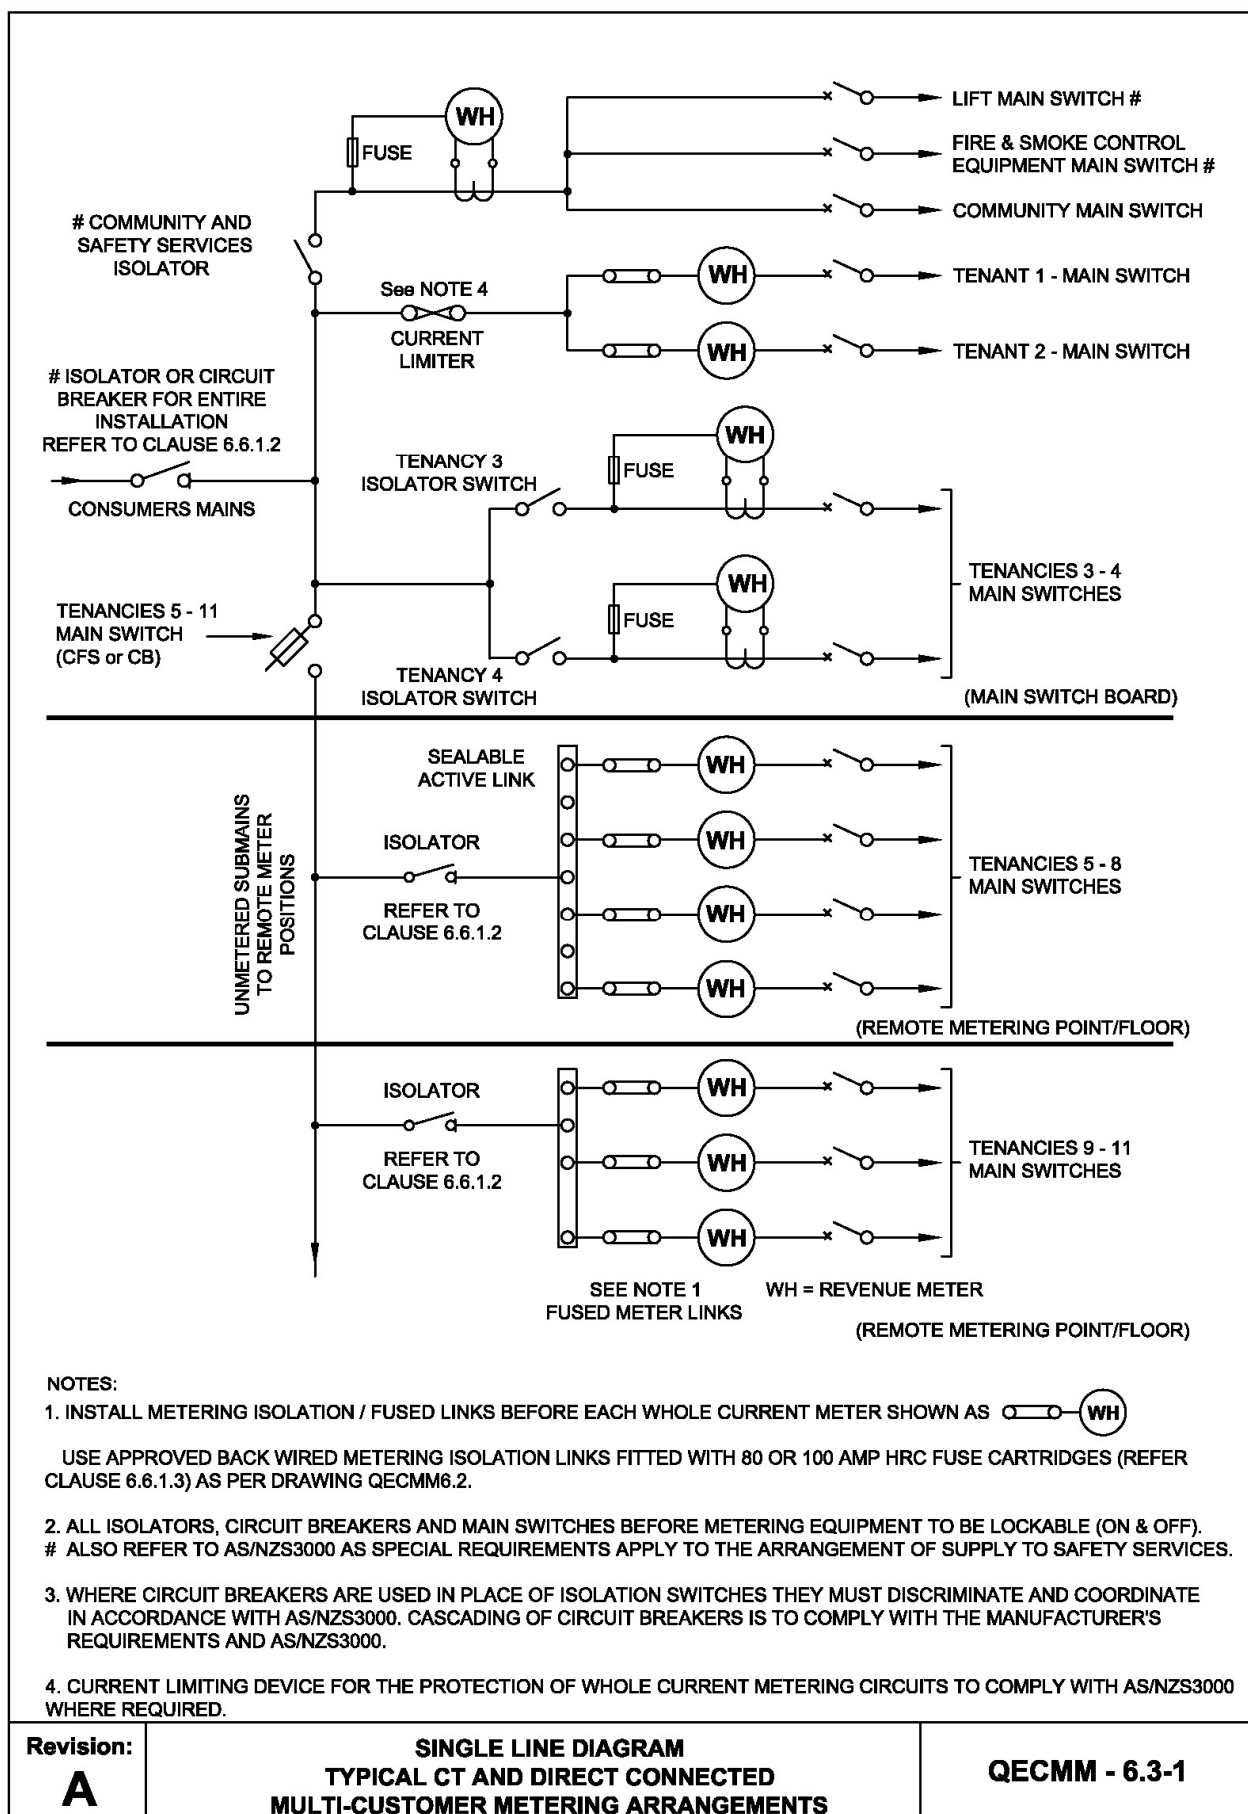 WH
LIFT MAIN SWITCH #
FUSE
FIRE & SMOKE CONTROL
EQUIPMENT MAIN SWITCH #
COMMUNITY MAIN SWITCH
# COMMUNITY AND
SAFETY SERVICES
ISOLATOR
See NOTE 4
CURRENT
LIMITER
WH
TENANT 1 - MAIN SWITCH
WH
TENANT 2 - MAIN SWITCH
# ISOLATOR OR CIRCUIT
BREAKER FOR ENTIRE
INSTALLATION
REFER TO CLAUSE 6.6.1.2
CONSUMERS MAINS
TENANCY 3
ISOLATOR SWITCH
WH
FUSE
WH
FUSE
TENANCIES 3 - 4
MAIN SWITCHES
TENANCIES 5 - 11
MAIN SWITCH
(CFS or CB)
TENANCY 4
ISOLATOR SWITCH
(MAIN SWITCH BOARD)
UNMETERED SUBMAINS
TO REMOTE METER
POSITIONS
SEALABLE
ACTIVE LINK
ISOLATOR
REFER TO
CLAUSE 6.6.1.2
WH
WH
WH
WH
TENANCIES 5 - 8
MAIN SWITCHES
(REMOTE METERING POINT/FLOOR)
ISOLATOR
REFER TO
CLAUSE 6.6.1.2
WH
WH
WH
TENANCIES 9 - 11
MAIN SWITCHES
SEE NOTE 1
FUSED METER LINKS
WH = REVENUE METER
(REMOTE METERING POINT/FLOOR)
NOTES:
1. INSTALL METERING ISOLATION / FUSED LINKS BEFORE EACH WHOLE CURRENT METER SHOWN AS WH
USE APPROVED BACK WIRED METERING ISOLATION LINKS FITTED WITH 80 OR 100 AMP HRC FUSE CARTRIDGES (REFER
CLAUSE 6.6.1.3) AS PER DRAWING QECMM6.2.
2. ALL ISOLATORS, CIRCUIT BREAKERS AND MAIN SWITCHES BEFORE METERING EQUIPMENT TO BE LOCKABLE (ON & OFF).
# ALSO REFER TO AS/NZS3000 AS SPECIAL REQUIREMENTS APPLY TO THE ARRANGEMENT OF SUPPLY TO SAFETY SERVICES.
3. WHERE CIRCUIT BREAKERS ARE USED IN PLACE OF ISOLATION SWITCHES THEY MUST DISCRIMINATE AND COORDINATE
IN ACCORDANCE WITH AS/NZS3000. CASCADING OF CIRCUIT BREAKERS IS TO COMPLY WITH THE MANUFACTURER'S
REQUIREMENTS AND AS/NZS3000.
4. CURRENT LIMITING DEVICE FOR THE PROTECTION OF WHOLE CURRENT METERING CIRCUITS TO COMPLY WITH AS/NZS3000
WHERE REQUIRED.
Revision:
A
SINGLE LINE DIAGRAM
TYPICAL CT AND DIRECT CONNECTED
MULTI-CUSTOMER METERING ARRANGEMENTS
QECMM - 6.3-1